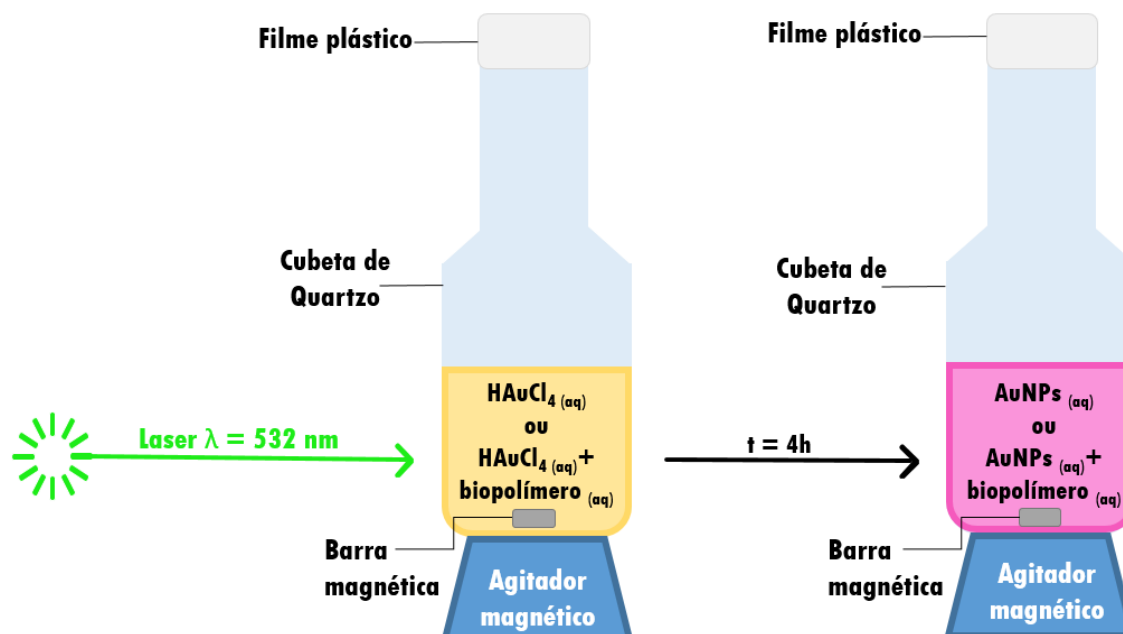 Filme plástico
Cubeta de
Quartzo
Laser λ = 532 nm
HAuCl4 (aq)
ou
HAuCl4 (aq)+
biopolímero (aq)
Barra
magnética
Agitador
magnético
t = 4h
Filme plástico
Cubeta de
Quartzo
AuNPs (aq)
ou
AuNPs (aq)+
biopolímero (aq)
Barra
magnética
Agitador
magnético